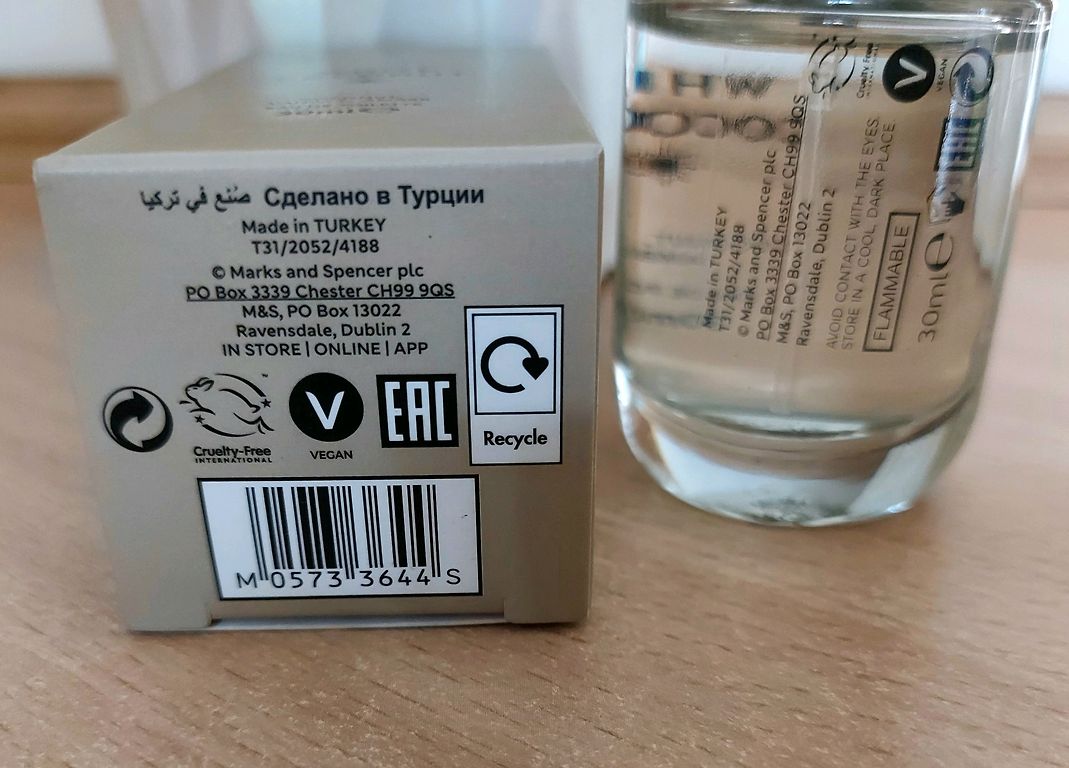 صُنع في تركيا Сделано в Турции
Made in TURKEY
T31/2052/4188
© Marks and Spencer plc
PO Box 3339 Chester CH99 9QS
M&S, PO Box 13022
Ravensdale, Dublin 2
IN STORE | ONLINE | APP
Cruelty-Free
INTERNATIONAL
™
V
VEGAN
EAC
Recycle
M 0573 3644 S
Made in TURKEY
T31/2052/4188
© Marks and Spencer plc
PO Box 3339 Chester CH99 9QS
M&S, PO Box 13022
Ravensdale, Dublin 2
AVOID CONTACT WITH THE EYES.
STORE IN A COOL, DARK PLACE.
FLAMMABLE
30ml e
Cruelty Free
INTERNATIONAL
V
VEGAN
EAC